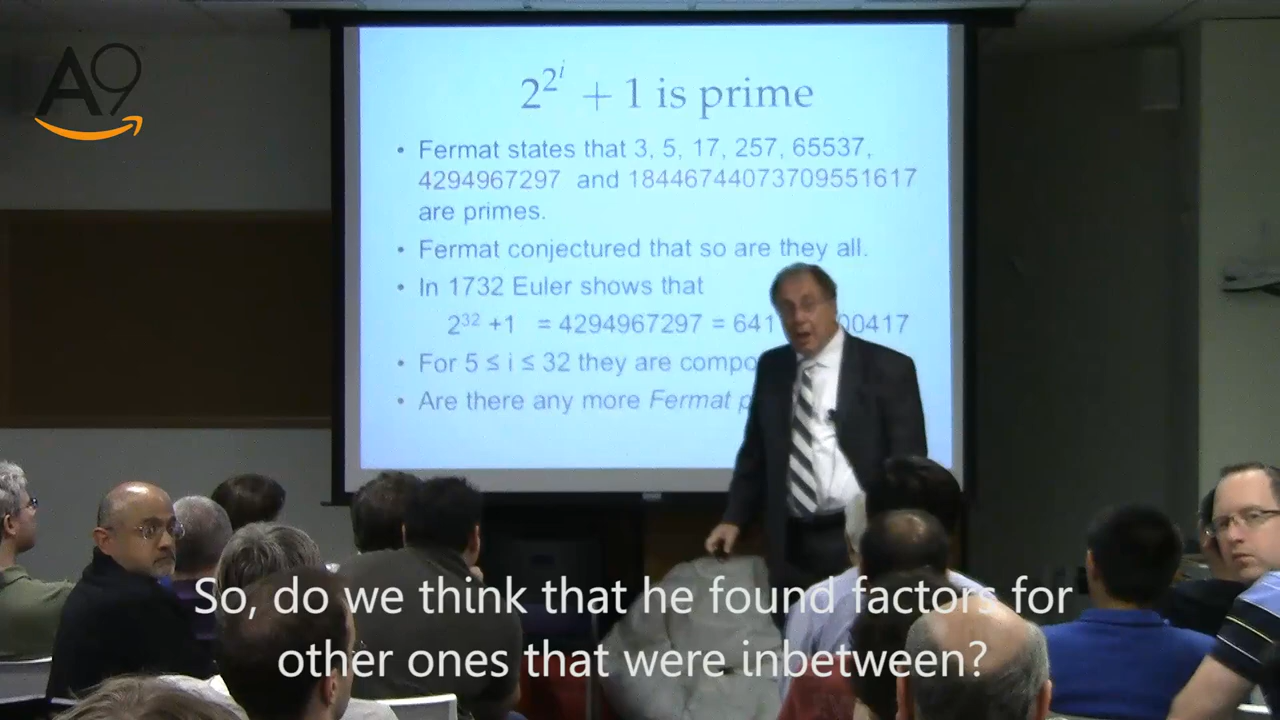 A9
2^{2^i} + 1 is prime
• Fermat states that 3, 5, 17, 257, 65537,
4294967297 and 18446744073709551617
are primes.
• Fermat conjectured that so are they all.
• In 1732 Euler shows that
2³² +1 = 4294967297 = 641 00417
• For 5 ≤ i ≤ 32 they are compo
• Are there any more Fermat p
So, do we think that he found factors for
other ones that were inbetween?